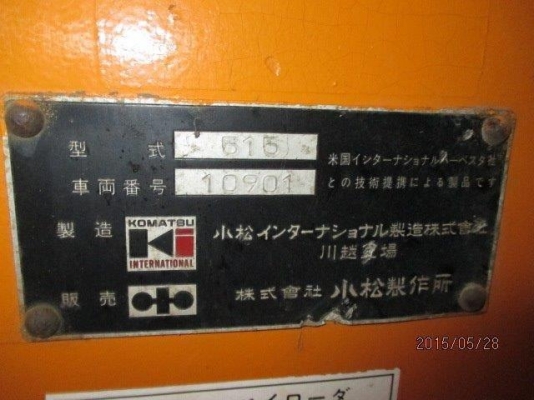 型式 515
米国インターナショナルハーベスタ社
車両番号 10901
との技術提携による製品です
製造 KOMATSU INTERNATIONAL 小松インターナショナル製造株式会社
川越工場
販売 株式會社 小松製作所
2015/05/28